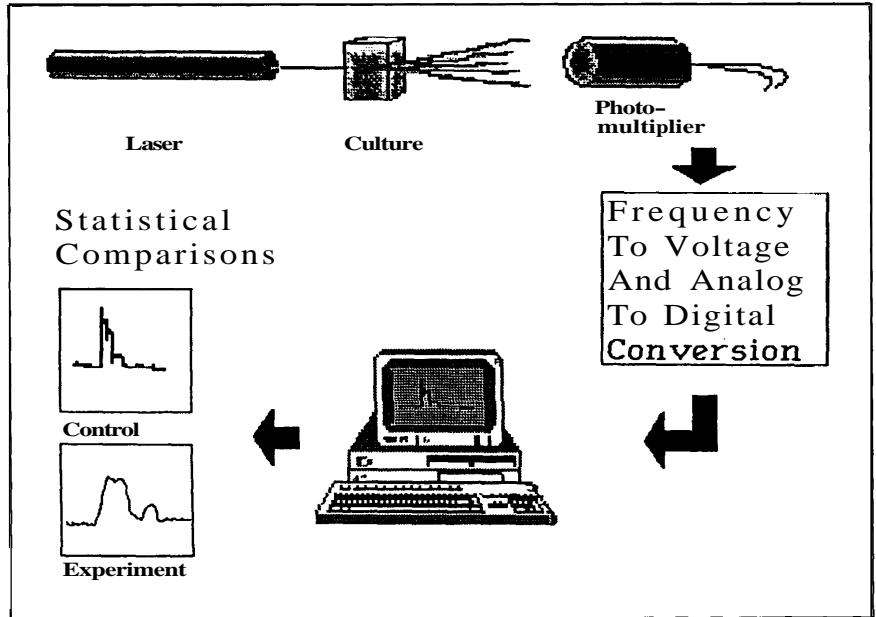 Laser
Culture
Photo-
multiplier
Frequency
To Voltage
And Analog
To Digital
Conversion
Statistical
Comparisons
Control
Experiment